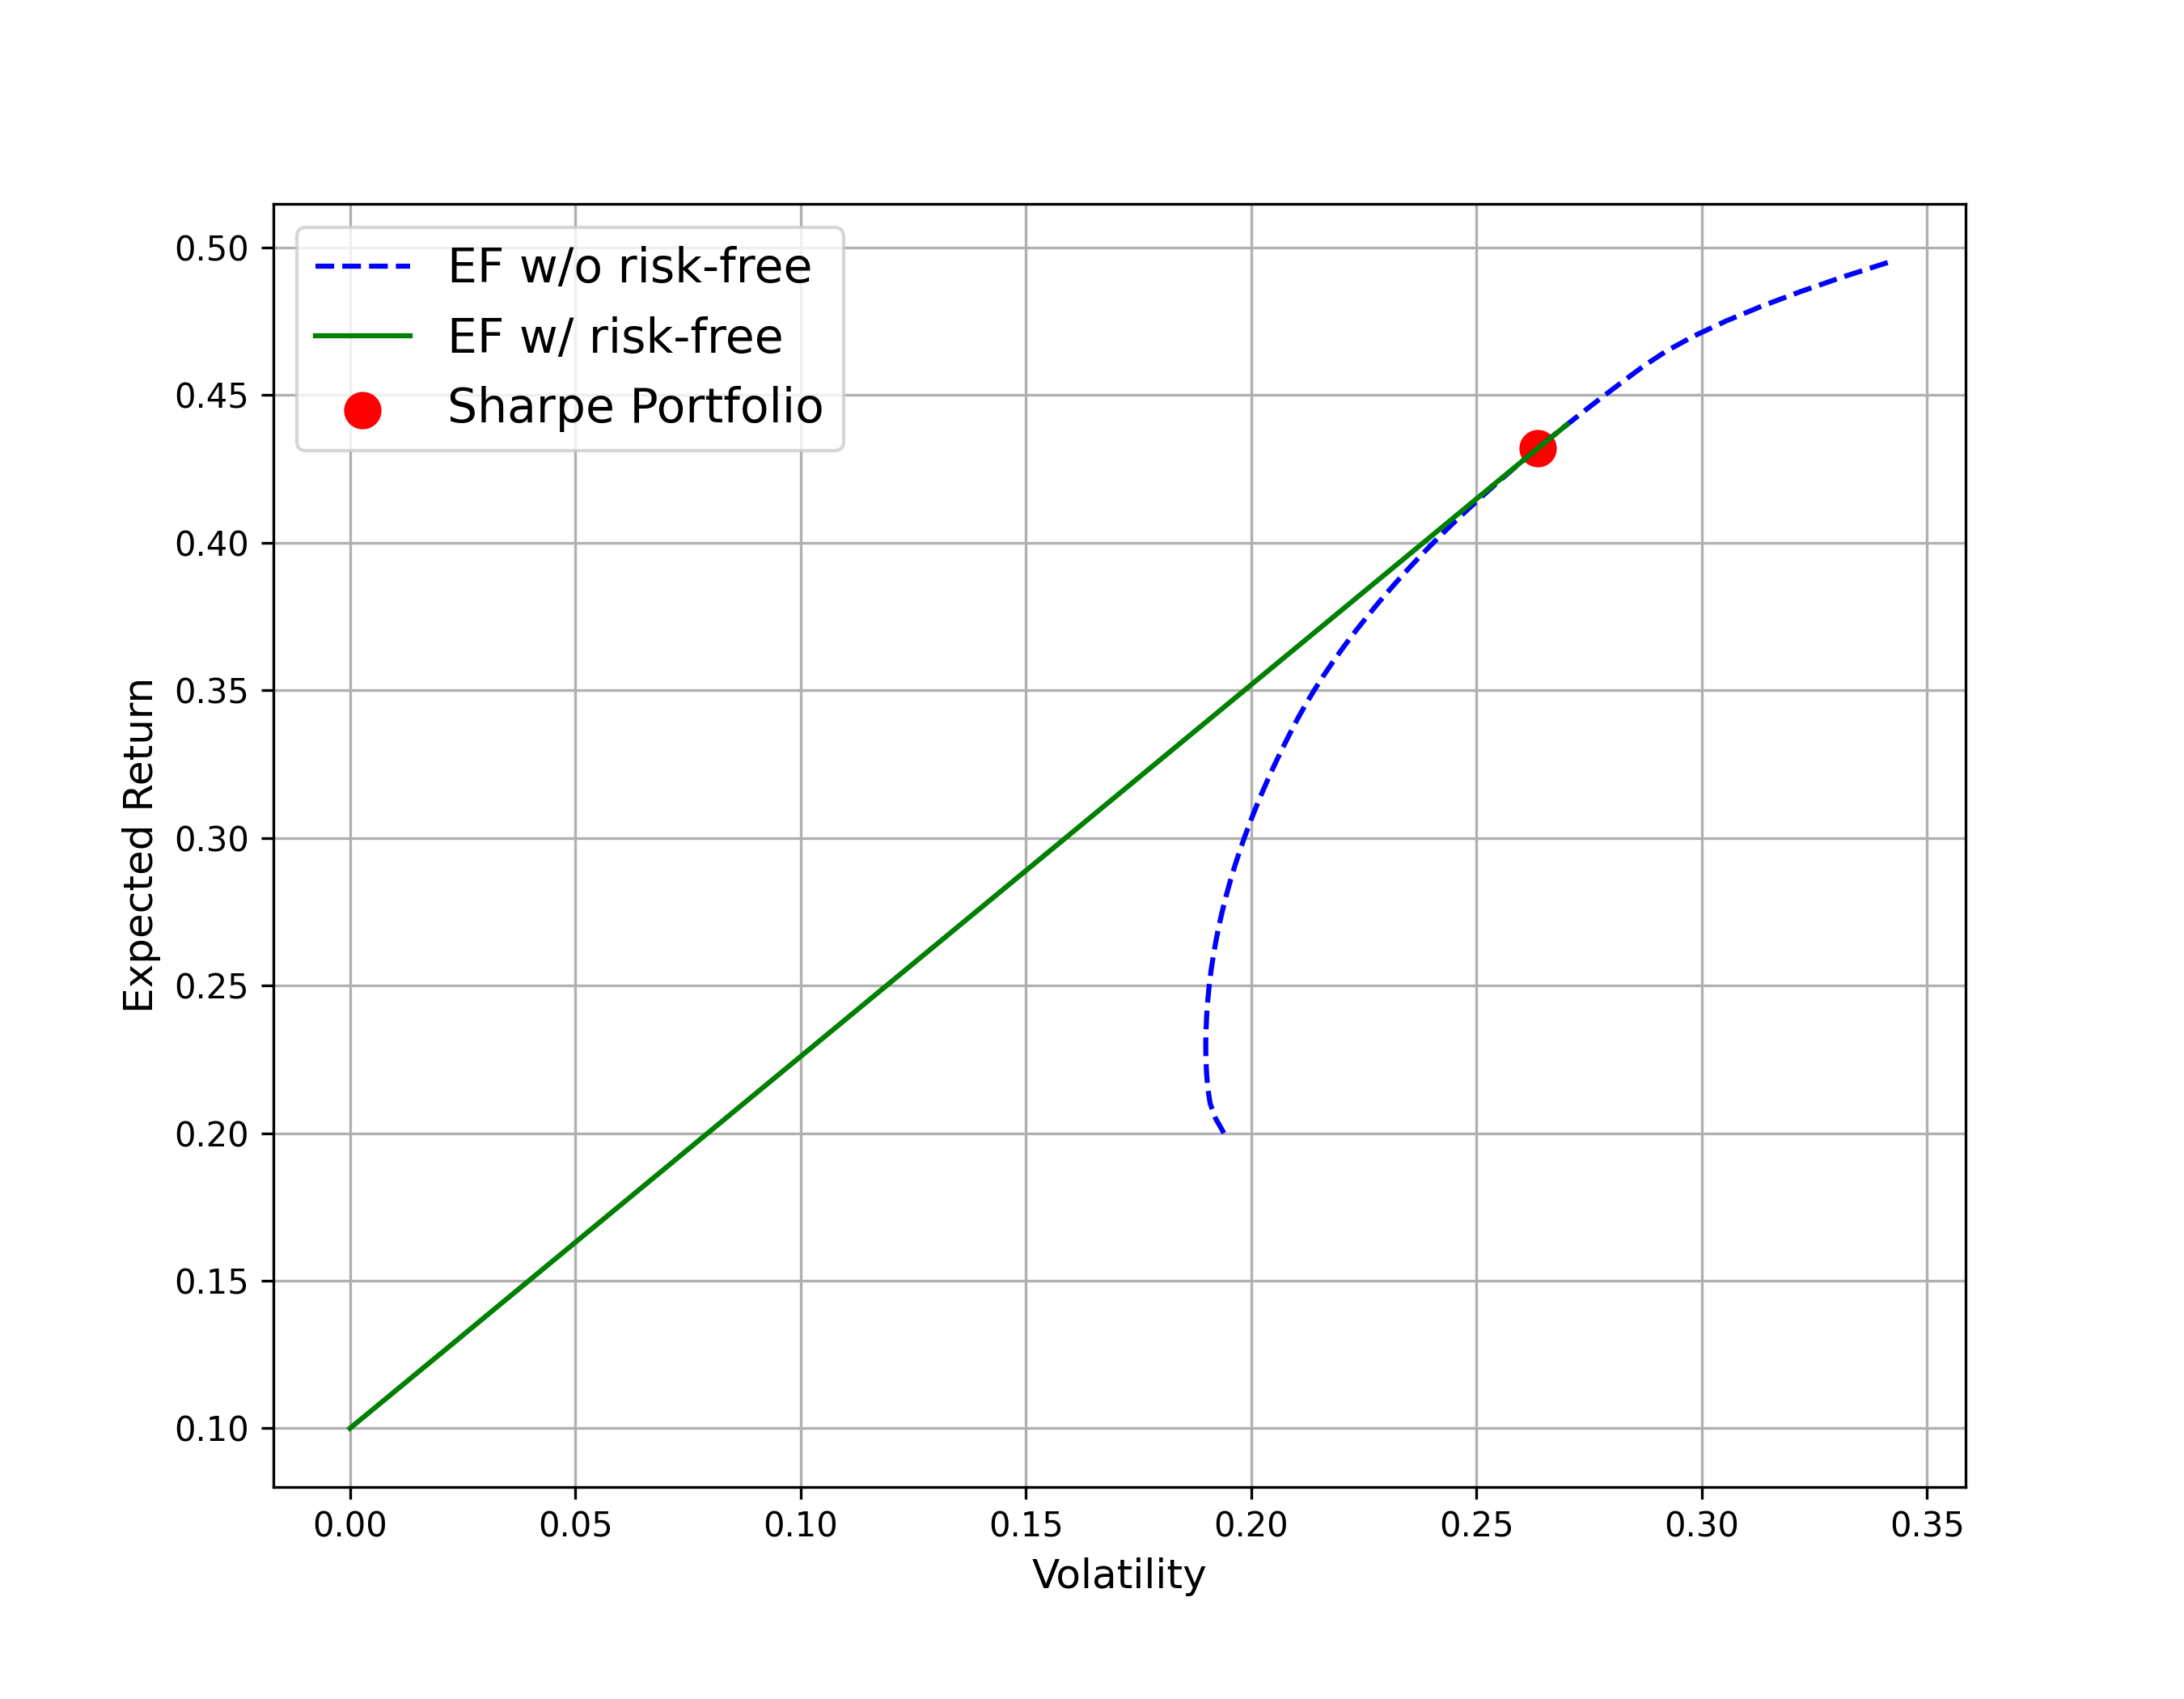 EF w/o risk-free
EF w/ risk-free
Sharpe Portfolio
0.50
0.45
0.40
0.35
0.30
0.25
0.20
0.15
0.10
Expected Return
0.00 0.05 0.10 0.15 0.20 0.25 0.30 0.35
Volatility